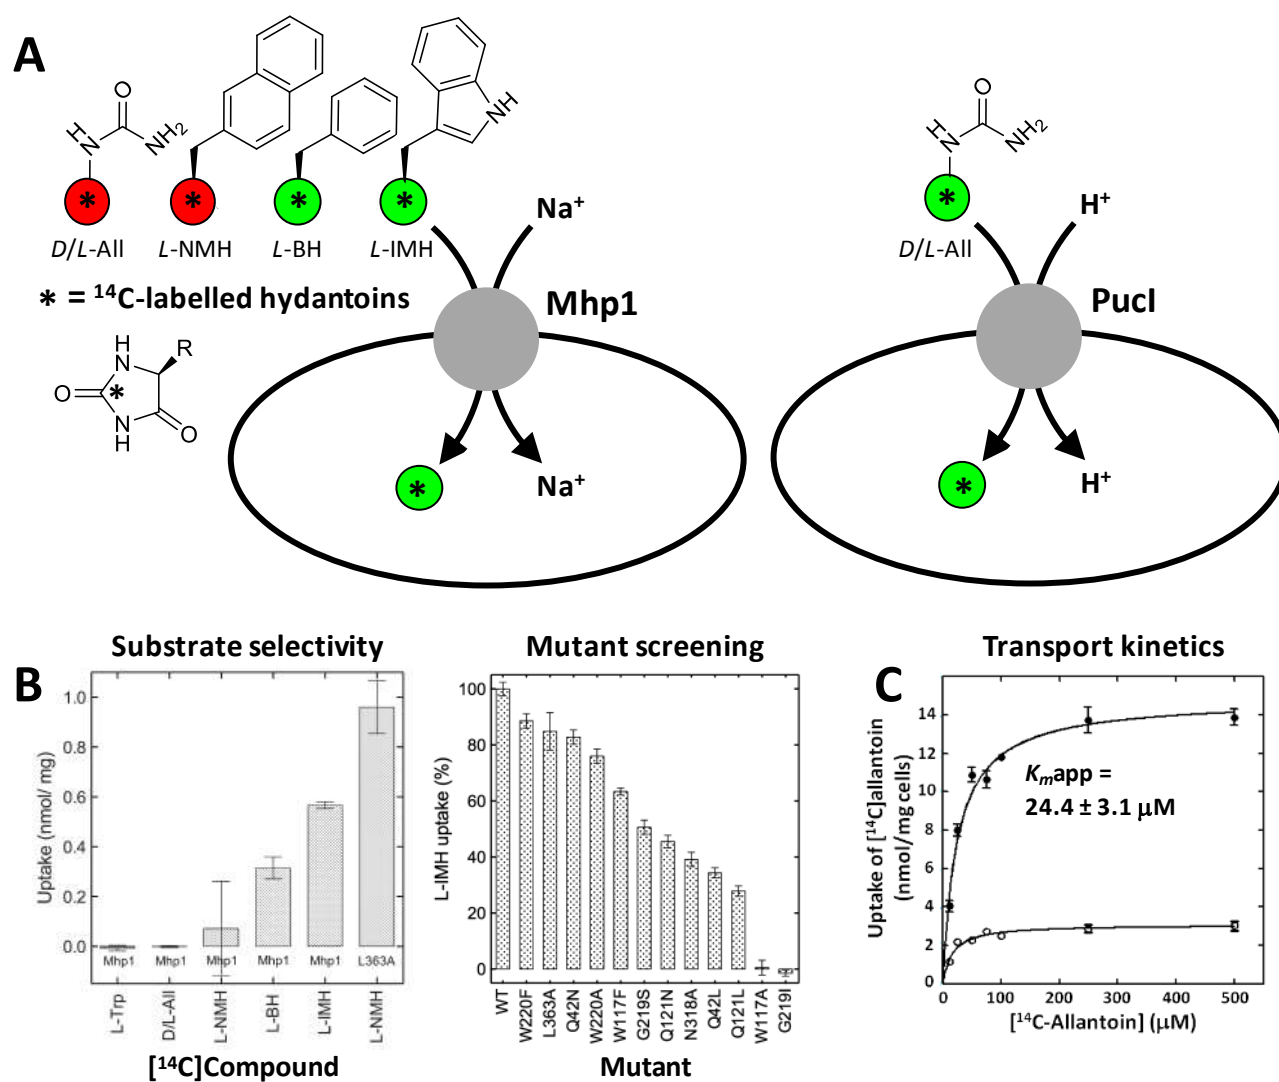 A
O
H
N
NH2
NH
O
H
N
NH2
* * * *
*
D/L-All L-NMH L-BH L-IMH
Na+
D/L-All
H+
* = 14C-labelled hydantoins
Mhp1
PucI
H
N
R
O
*
N
H
O
*
Na+
*
H+
Substrate selectivity
Mutant screening
Transport kinetics
B
C
Uptake (nmol/ mg)
1.0
0.8
0.6
0.4
0.2
0.0
Mhp1 Mhp1 Mhp1 Mhp1 Mhp1 L363A
L-Trp D/L-All L-NMH L-BH L-IMH L-NMH
[14C]Compound
L-IMH uptake (%)
100
80
60
40
20
0
WT W220F L363A Q42N W220A W117F G219S Q121N N318A Q42L Q121L W117A G219I
Mutant
Uptake of [14C]allantoin
(nmol/mg cells)
14
12
10
8
6
4
2
0
Kmapp =
24.4 ± 3.1 μM
0 100 200 300 400 500
[14C-Allantoin] (μM)